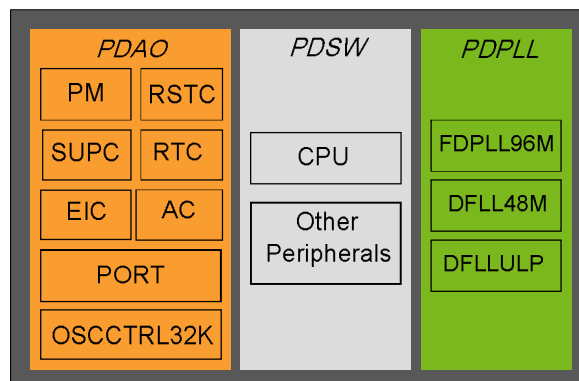 PDAO
PM
RSTC
SUPC
RTC
EIC
AC
PORT
OSCCTRL32K
PDSW
CPU
Other
Peripherals
PDPLL
FDPLL96M
DFLL48M
DFLLULP